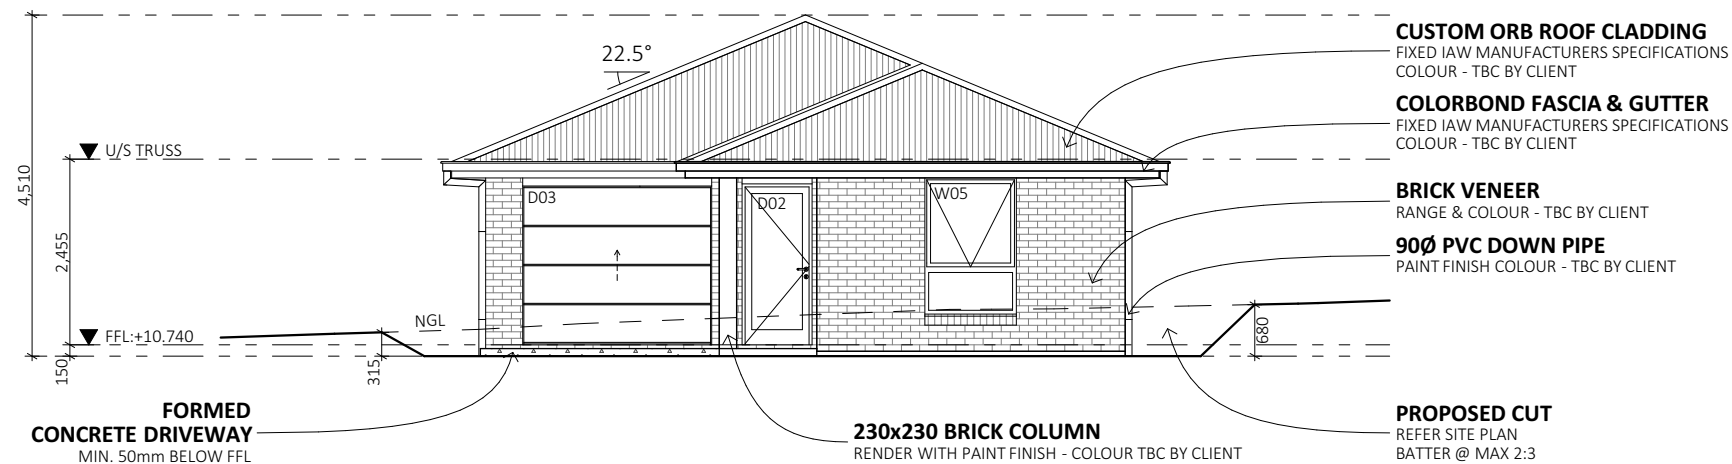 22.5°
U/S TRUSS
4,510
2,455
FFL:+10.740
150
315
NGL
D03
D02
W05
680
CUSTOM ORB ROOF CLADDING
FIXED IAW MANUFACTURERS SPECIFICATIONS
COLOUR - TBC BY CLIENT
COLORBOND FASCIA & GUTTER
FIXED IAW MANUFACTURERS SPECIFICATIONS
COLOUR - TBC BY CLIENT
BRICK VENEER
RANGE & COLOUR - TBC BY CLIENT
90Ø PVC DOWN PIPE
PAINT FINISH COLOUR - TBC BY CLIENT
FORMED
CONCRETE DRIVEWAY
MIN. 50mm BELOW FFL
230x230 BRICK COLUMN
RENDER WITH PAINT FINISH - COLOUR TBC BY CLIENT
PROPOSED CUT
REFER SITE PLAN
BATTER @ MAX 2:3